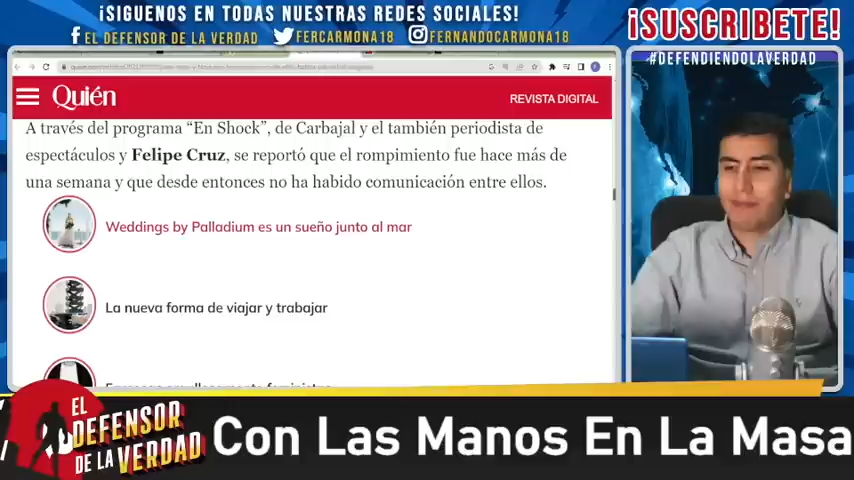 ¡SIGUENOS EN TODAS NUESTRAS REDES SOCIALES!
EL DEFENSOR DE LA VERDAD FERCARMONA18 FERNANDOCARMONA18
¡SUSCRIBETE!
#DEFENDIENDOLAVERDAD
Quién
REVISTA DIGITAL
A través del programa “En Shock”, de Carbajal y el también periodista de
espectáculos y Felipe Cruz, se reportó que el rompimiento fue hace más de
una semana y que desde entonces no ha habido comunicación entre ellos.
Weddings by Palladium es un sueño junto al mar
La nueva forma de viajar y trabajar
EL
DEFENSOR
DE LA VERDAD
Con Las Manos En La Masa